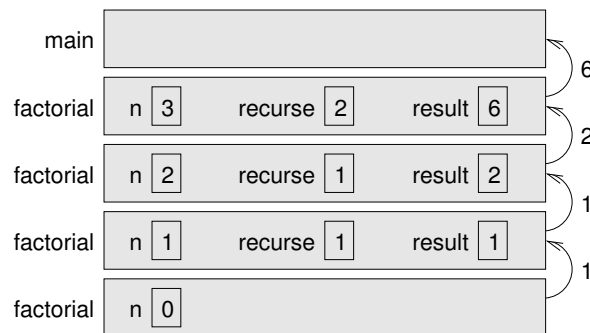 main
6
factorial n 3 recurse 2 result 6
2
factorial n 2 recurse 1 result 2
1
factorial n 1 recurse 1 result 1
1
factorial n 0